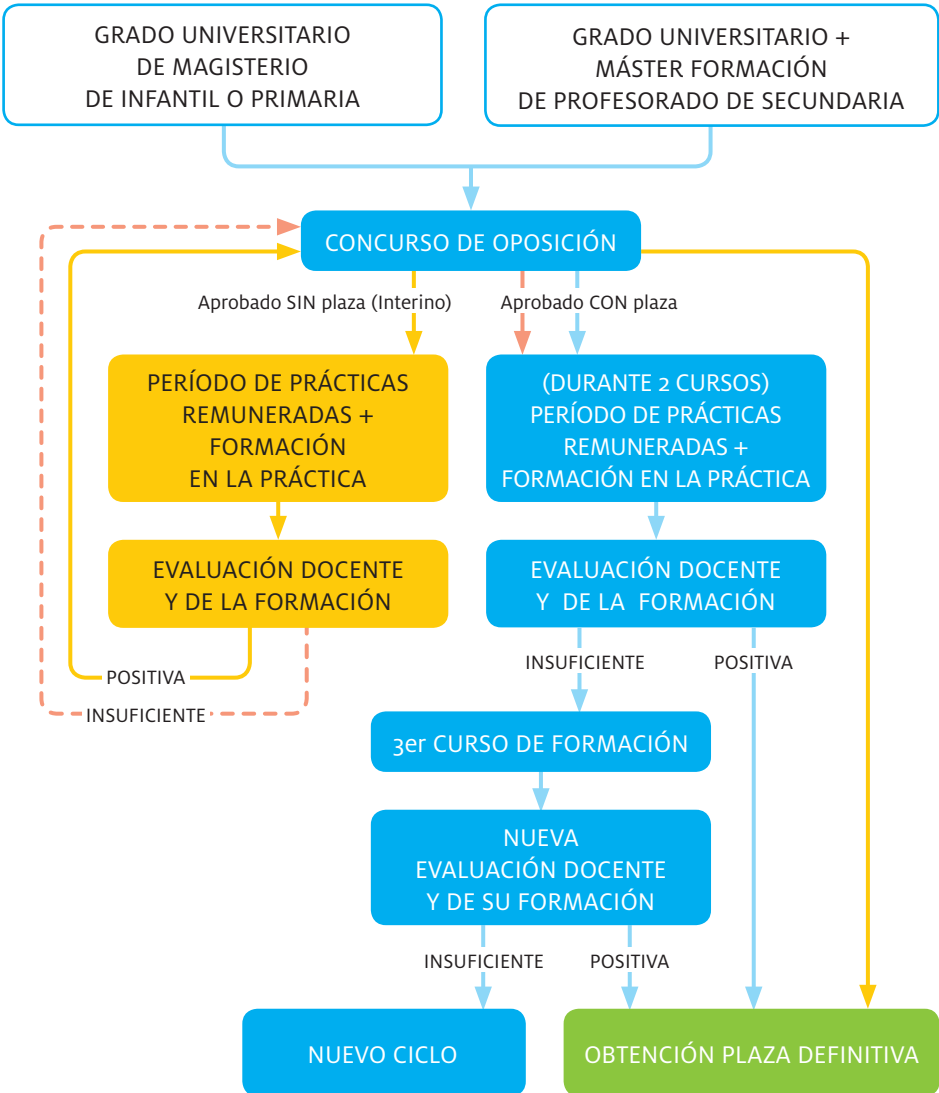 GRADO UNIVERSITARIO
DE MAGISTERIO
DE INFANTIL O PRIMARIA
GRADO UNIVERSITARIO +
MÁSTER FORMACIÓN
DE PROFESORADO DE SECUNDARIA
CONCURSO DE OPOSICIÓN
Aprobado SIN plaza (Interino)
Aprobado CON plaza
PERÍODO DE PRÁCTICAS
REMUNERADAS +
FORMACIÓN
EN LA PRÁCTICA
(DURANTE 2 CURSOS)
PERÍODO DE PRÁCTICAS
REMUNERADAS +
FORMACIÓN EN LA PRÁCTICA
EVALUACIÓN DOCENTE
Y DE LA FORMACIÓN
EVALUACIÓN DOCENTE
Y DE LA FORMACIÓN
POSITIVA
INSUFICIENTE
INSUFICIENTE
POSITIVA
3er CURSO DE FORMACIÓN
NUEVA
EVALUACIÓN DOCENTE
Y DE SU FORMACIÓN
INSUFICIENTE
POSITIVA
NUEVO CICLO
OBTENCIÓN PLAZA DEFINITIVA